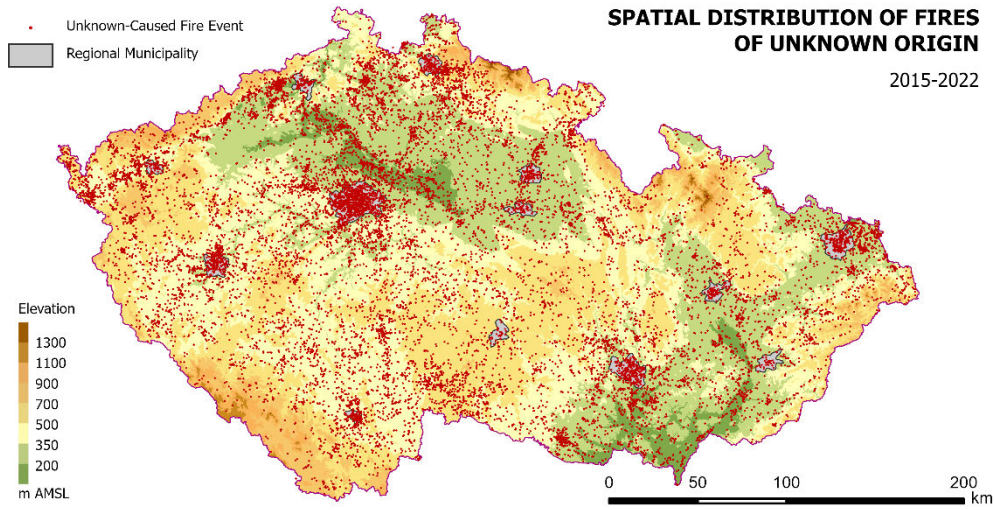 SPATIAL DISTRIBUTION OF FIRES
OF UNKNOWN ORIGIN
2015-2022
Unknown-Caused Fire Event
Regional Municipality
Elevation
1300
1100
900
700
500
350
200
m AMSL
0 50 100 200
km